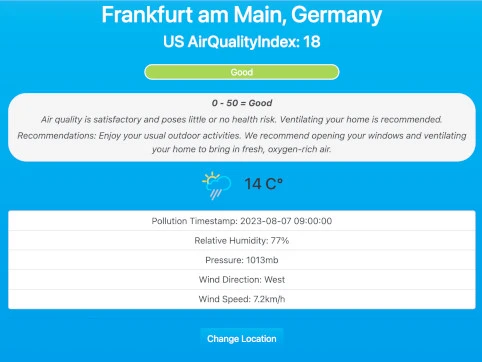 Frankfurt am Main, Germany
US AirQualityIndex: 18
Good
0 - 50 = Good
Air quality is satisfactory and poses little or no health risk. Ventilating your home is recommended.
Recommendations: Enjoy your usual outdoor activities. We recommend opening your windows and ventilating
your home to bring in fresh, oxygen-rich air.
14 C°
Pollution Timestamp: 2023-08-07 09:00:00
Relative Humidity: 77%
Pressure: 1013mb
Wind Direction: West
Wind Speed: 7.2km/h
Change Location